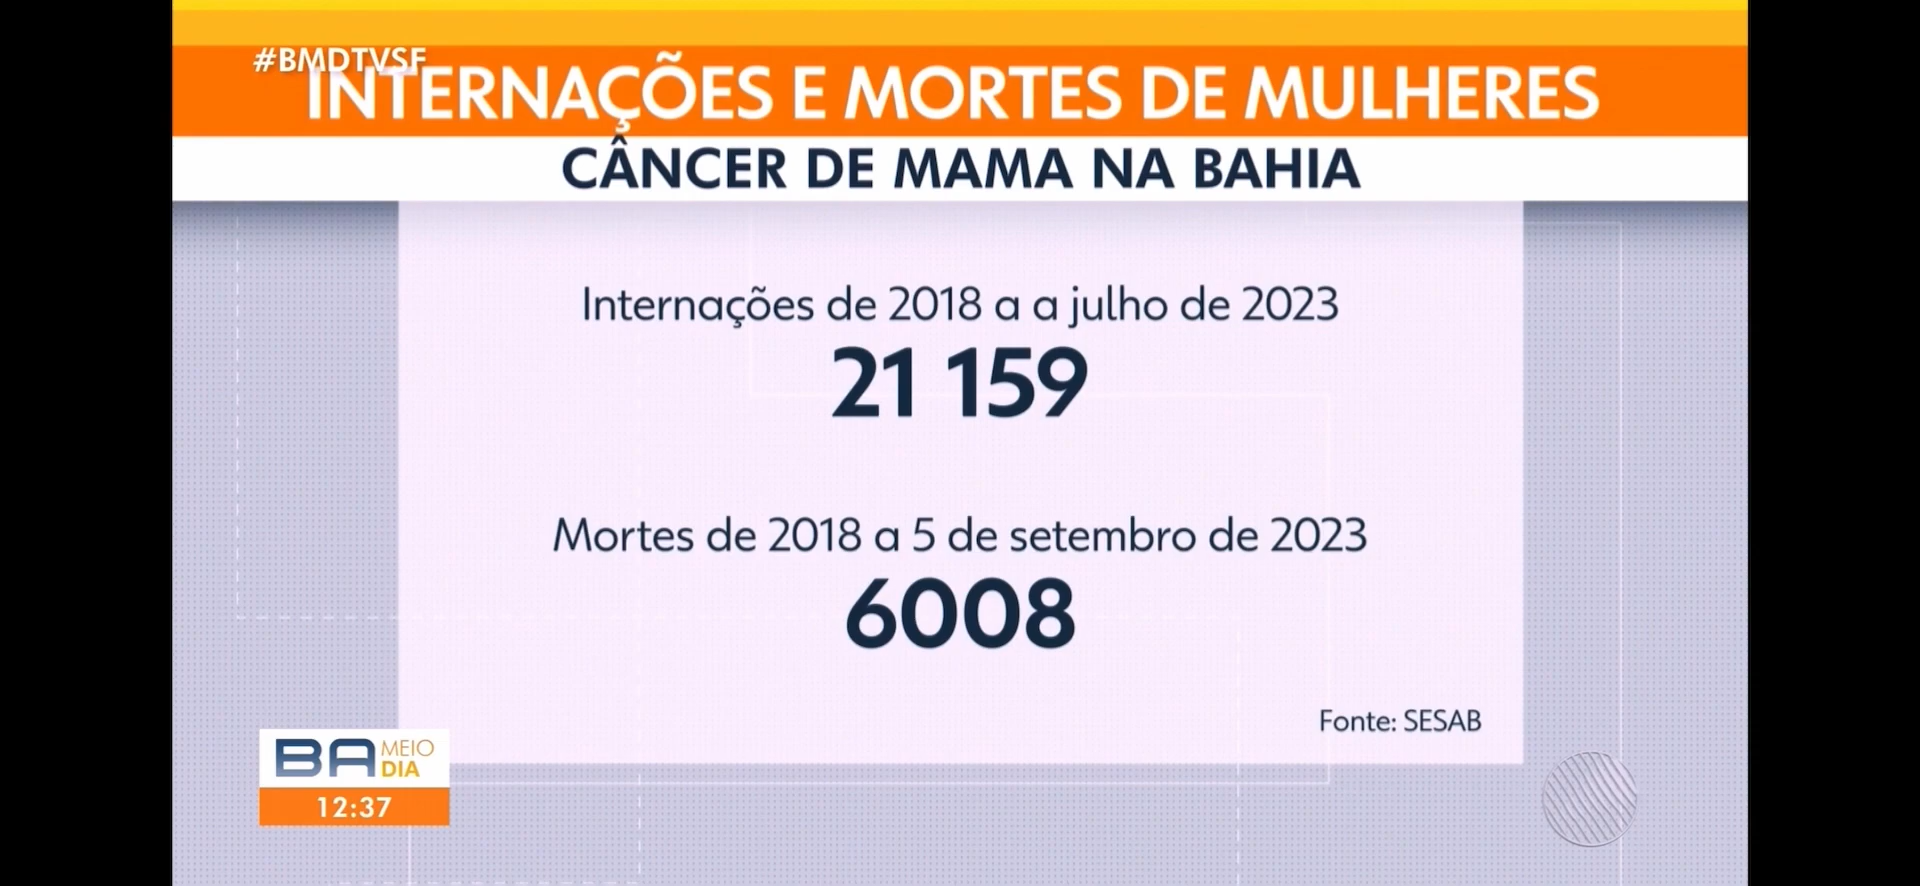 #BMDTVSF
INTERNAÇÕES E MORTES DE MULHERES
CÂNCER DE MAMA NA BAHIA
Internações de 2018 a a julho de 2023
21 159
Mortes de 2018 a 5 de setembro de 2023
6008
Fonte: SESAB
BA MEIO DIA
12:37